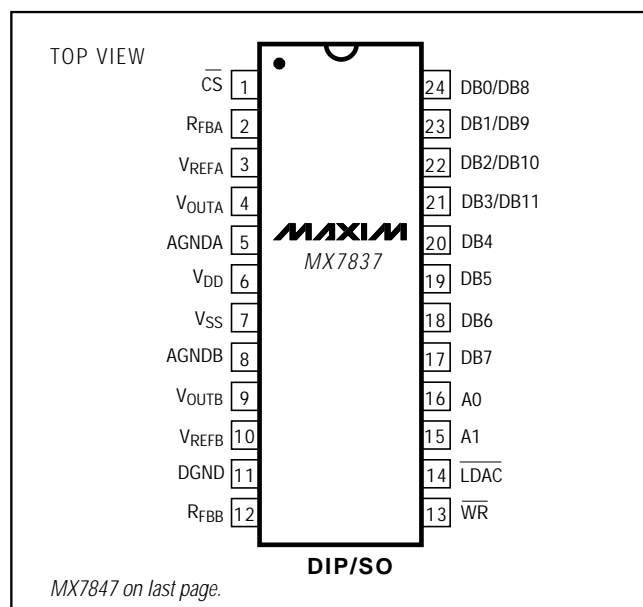 TOP VIEW
C̅S̅ 1
RFBA 2
VREFA 3
VOUTA 4
AGNDA 5
VDD 6
VSS 7
AGNDB 8
VOUTB 9
VREFB 10
DGND 11
RFBB 12
MAXIM
MX7837
24 DB0/DB8
23 DB1/DB9
22 DB2/DB10
21 DB3/DB11
20 DB4
19 DB5
18 DB6
17 DB7
16 A0
15 A1
14 L̅D̅A̅C̅
13 W̅R̅
DIP/SO
MX7847 on last page.